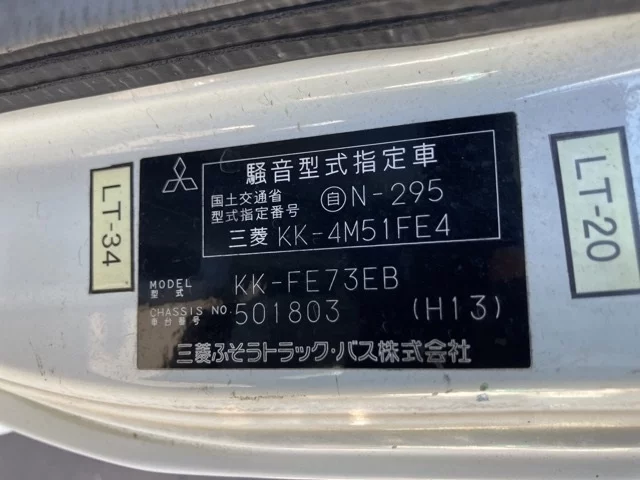 騒音型式指定車
国土交通省
型式指定番号 自 N-295
三菱 KK-4M51FE4
MODEL
型式 KK-FE73EB
CHASSIS NO.
車台番号 501803 (H13)
三菱ふそうトラック・バス株式会社
LT-34
LT-20